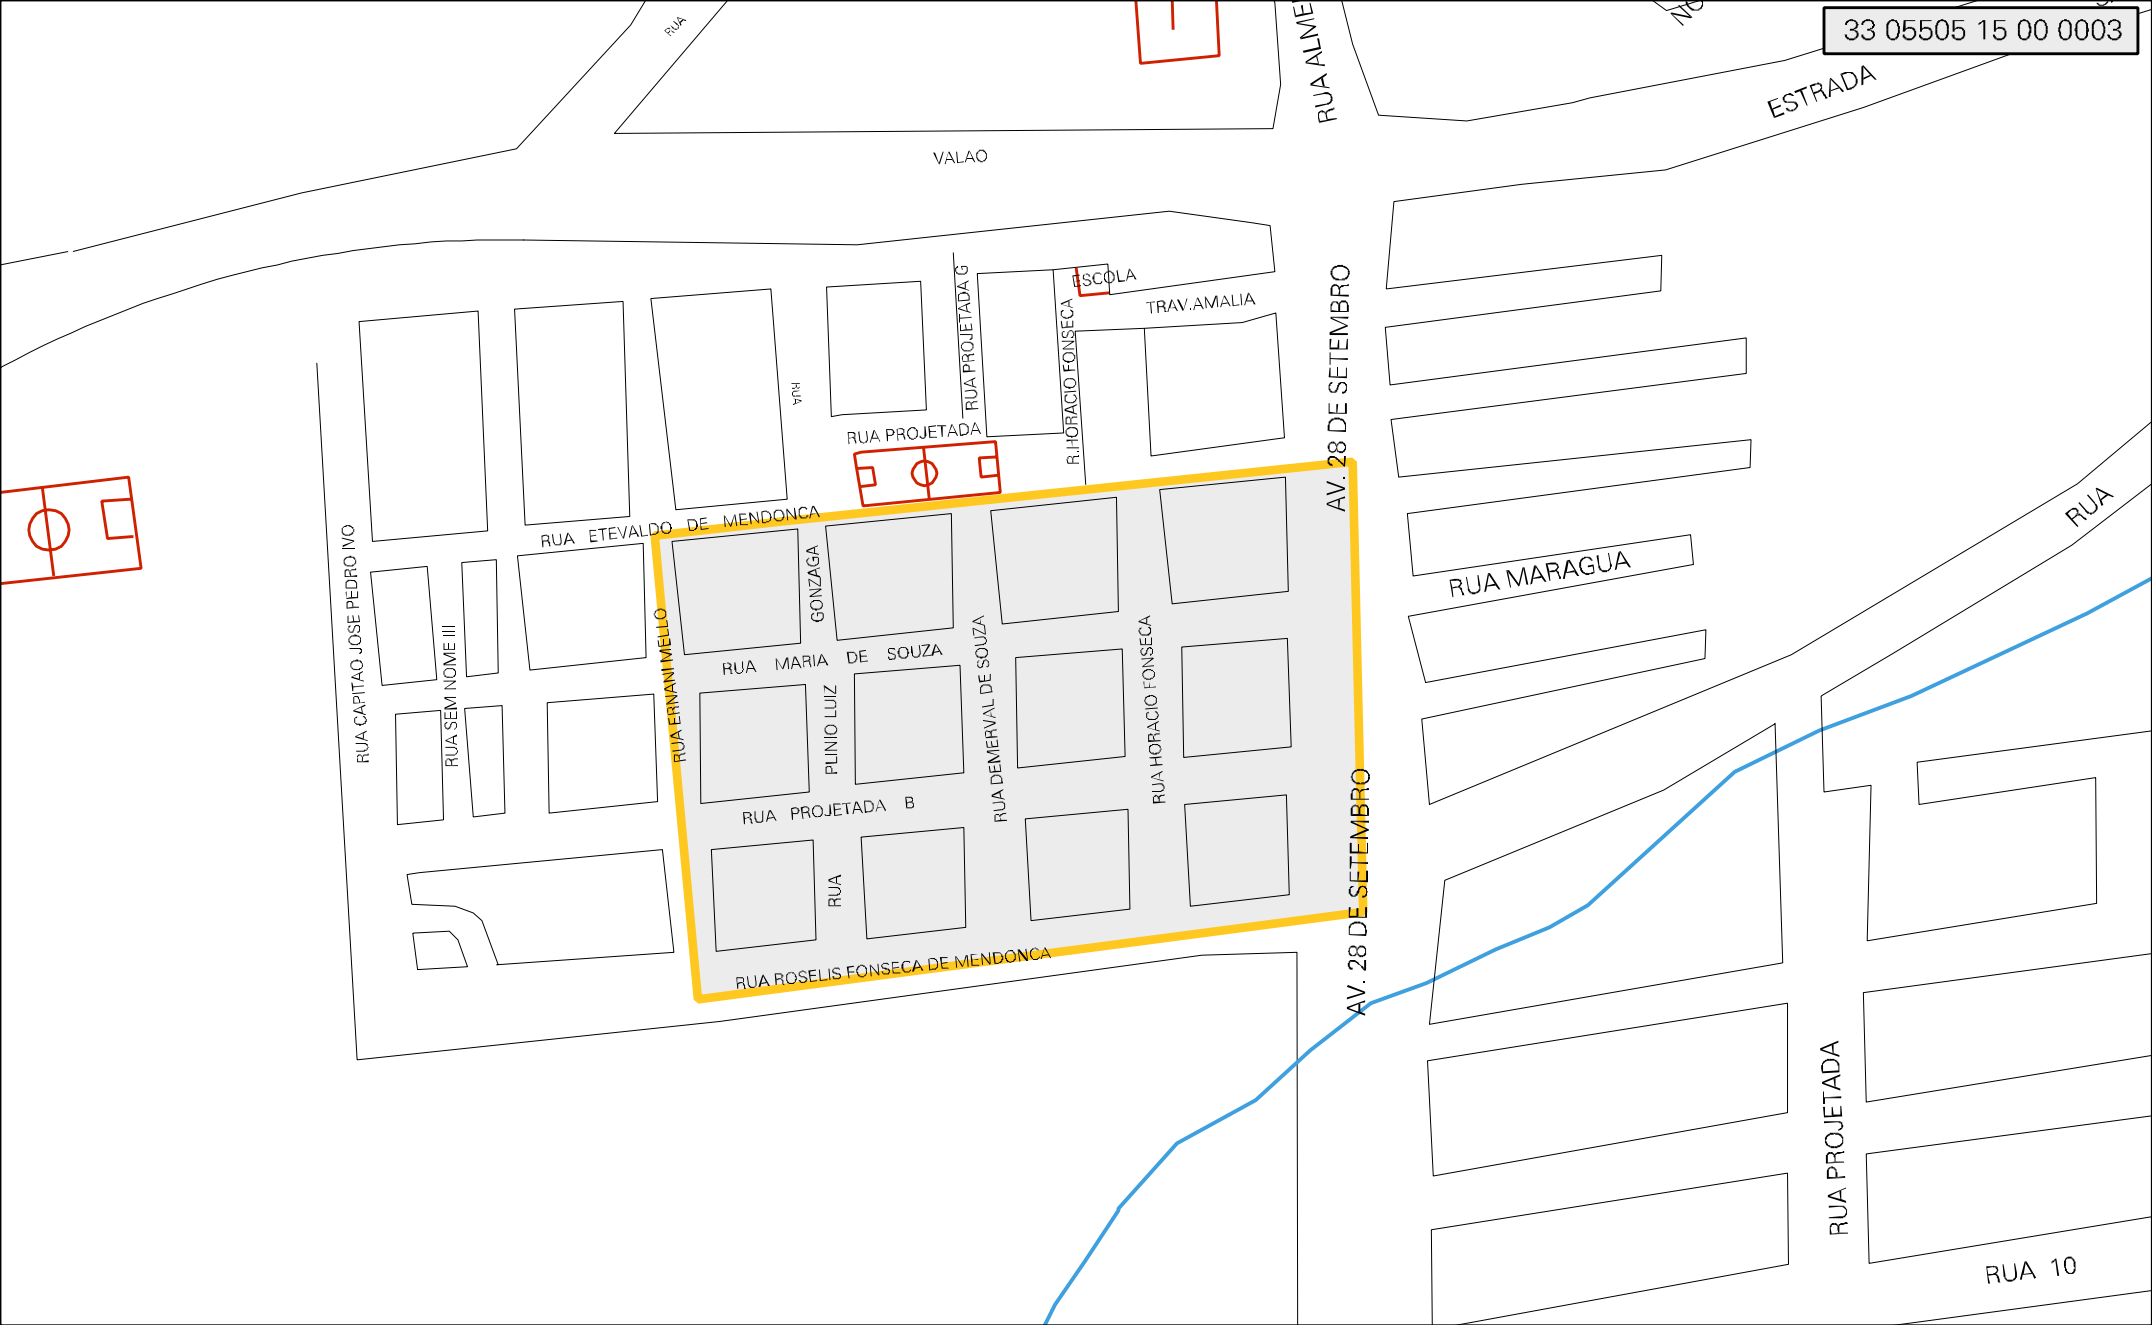 RUA
RUA ALME
NO
33 05505 15 00 0003
ESTRADA
VALAO
ESCOLA
TRAV.AMALIA
RUA PROJETADA G
R.HORACIO FONSECA
AV. 28 DE SETEMBRO
RUA
RUA PROJETADA
RUA ETEVALDO DE MENDONCA
RUA CAPITAO JOSE PEDRO IVO
RUA SEM NOME III
RUA ERNANI MELLO
RUA PLINIO LUIZ GONZAGA
RUA MARIA DE SOUZA
RUA DEMERVAL DE SOUZA
RUA HORACIO FONSECA
RUA MARAGUA
RUA
RUA PROJETADA B
AV. 28 DE SETEMBRO
RUA ROSELIS FONSECA DE MENDONCA
RUA PROJETADA
RUA 10